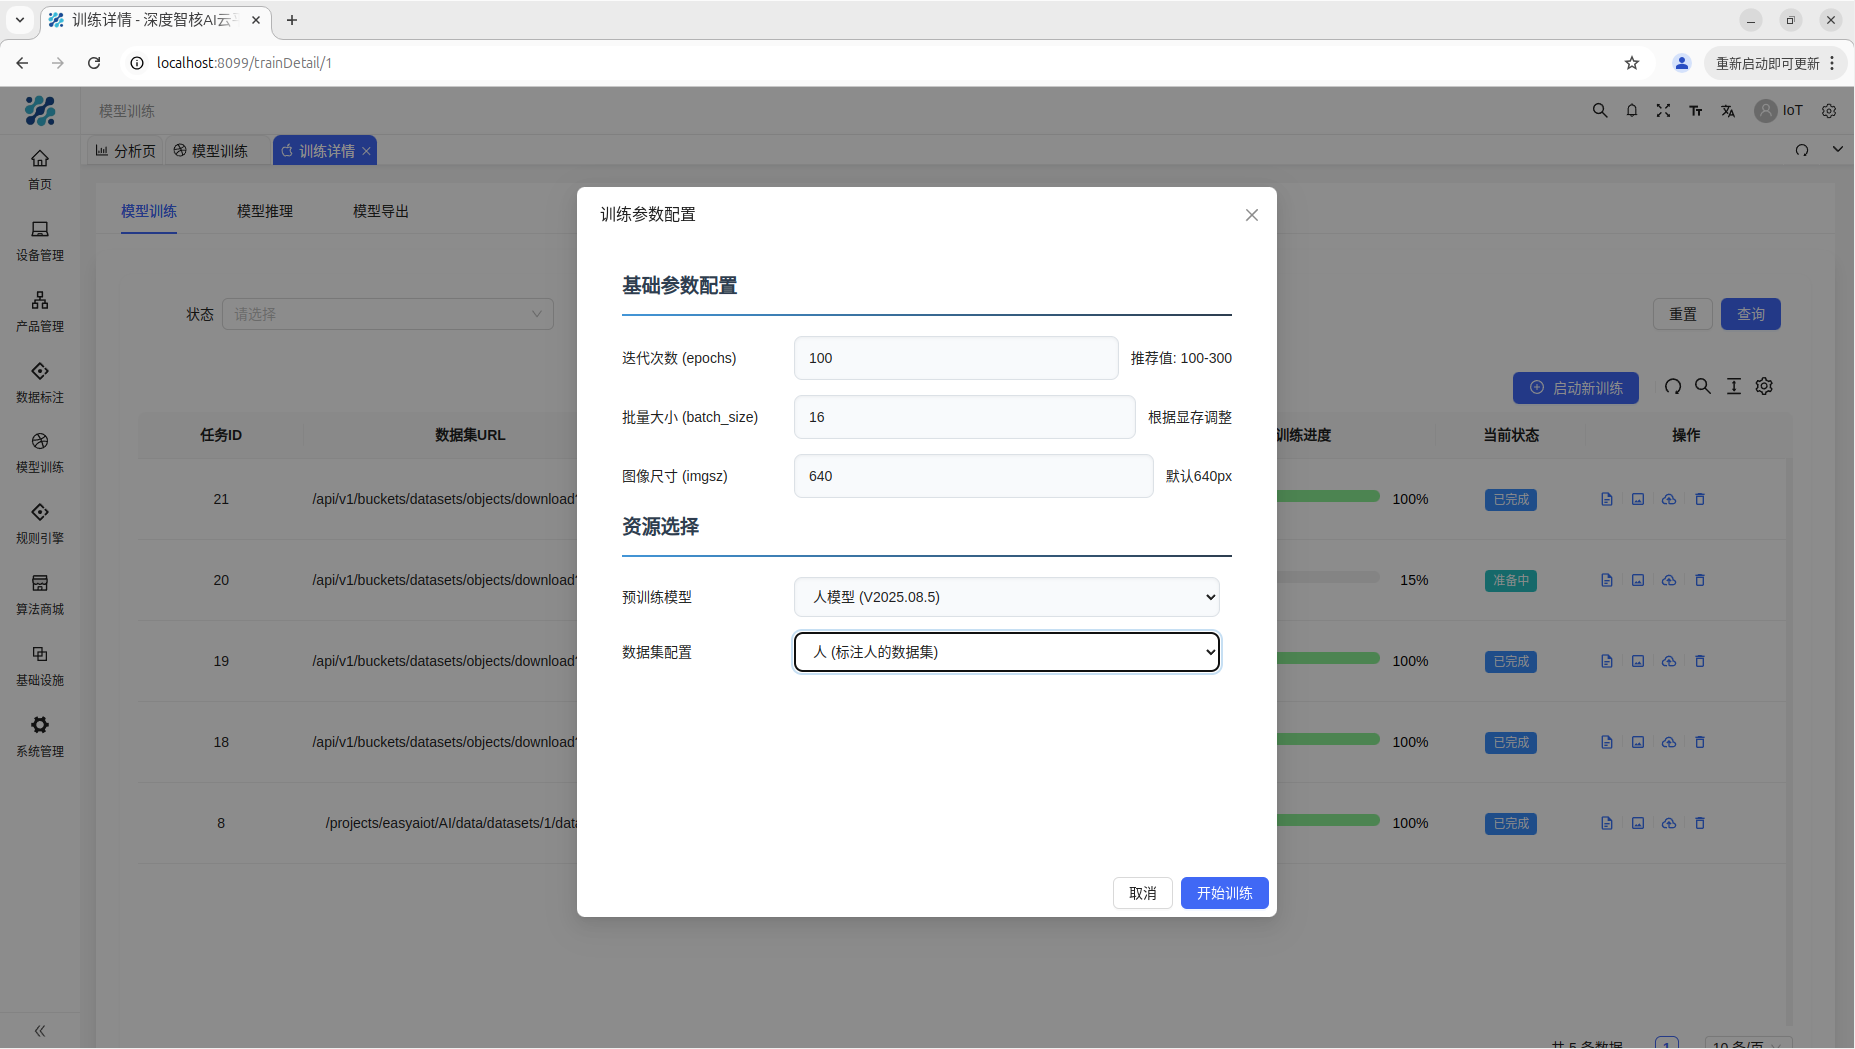 训练详情 - 深度智核AI云
localhost:8099/trainDetail/1
重新启动即可更新
模型训练
IoT
分析页
模型训练
训练详情
首页
设备管理
产品管理
数据标注
模型训练
规则引擎
算法商城
基础设施
系统管理
模型训练 模型推理 模型导出
状态 请选择
重置 查询
启动新训练
任务ID 数据集URL 训练进度 当前状态 操作
21 /api/v1/buckets/datasets/objects/download? 100% 已完成
20 /api/v1/buckets/datasets/objects/download? 15% 准备中
19 /api/v1/buckets/datasets/objects/download? 100% 已完成
18 /api/v1/buckets/datasets/objects/download? 100% 已完成
8 /projects/easyaiot/AI/data/datasets/1/data 100% 已完成
共 5 条数据 1 10 条/页
训练参数配置
基础参数配置
迭代次数 (epochs) 100 推荐值: 100-300
批量大小 (batch_size) 16 根据显存调整
图像尺寸 (imgsz) 640 默认640px
资源选择
预训练模型 人模型 (V2025.08.5)
数据集配置 人 (标注人的数据集)
取消 开始训练